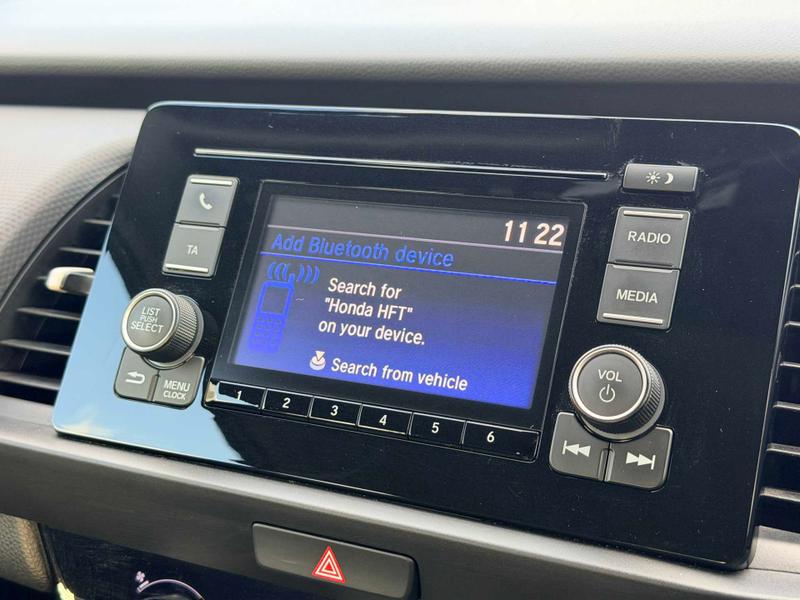 11 22
Add Bluetooth device
Search for
"Honda HFT"
on your device.
Search from vehicle
TA
LIST
PUSH
SELECT
MENU
CLOCK
1 2 3 4 5 6
RADIO
MEDIA
VOL